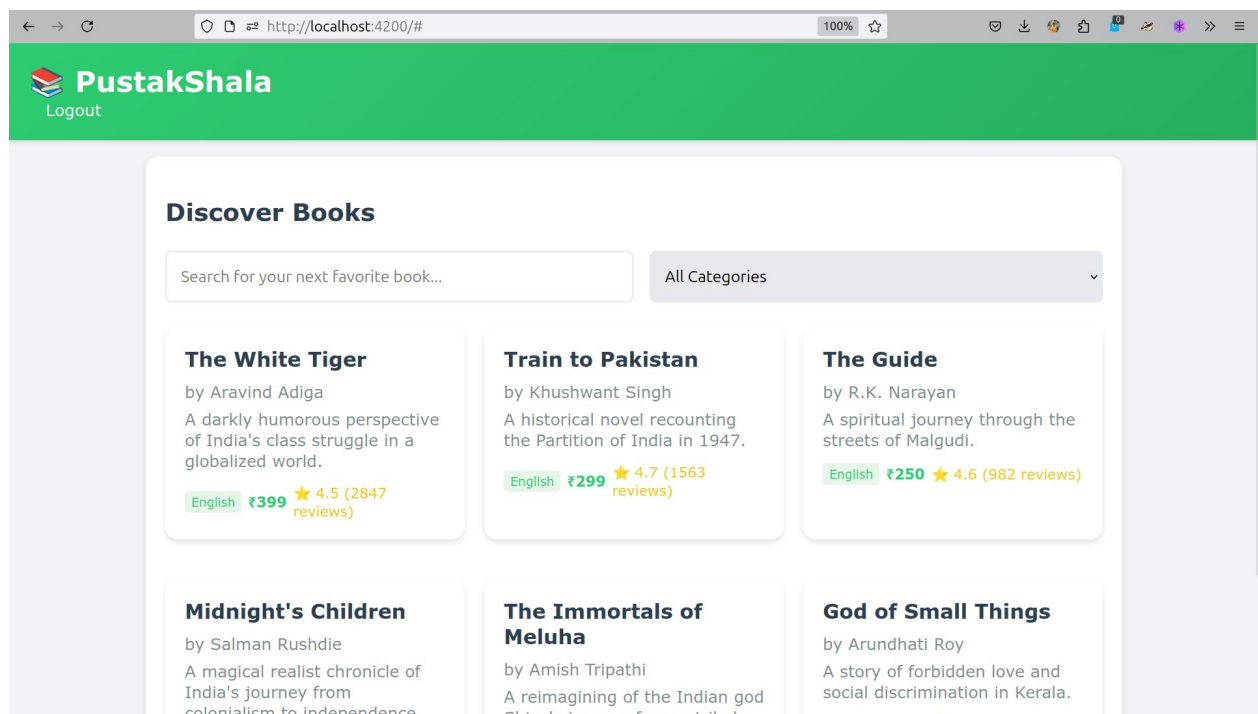 http://localhost:4200/#
100%
0
📚 PustakShala
Logout
Discover Books
Search for your next favorite book...
All Categories
The White Tiger
by Aravind Adiga
A darkly humorous perspective
of India's class struggle in a
globalized world.
English ₹399 ⭐ 4.5 (2847
reviews)
Train to Pakistan
by Khushwant Singh
A historical novel recounting
the Partition of India in 1947.
English ₹299 ⭐ 4.7 (1563
reviews)
The Guide
by R.K. Narayan
A spiritual journey through the
streets of Malgudi.
English ₹250 ⭐ 4.6 (982 reviews)
Midnight's Children
by Salman Rushdie
A magical realist chronicle of
India's journey from
colonialism to independence
The Immortals of
Meluha
by Amish Tripathi
A reimagining of the Indian god
God of Small Things
by Arundhati Roy
A story of forbidden love and
social discrimination in Kerala.